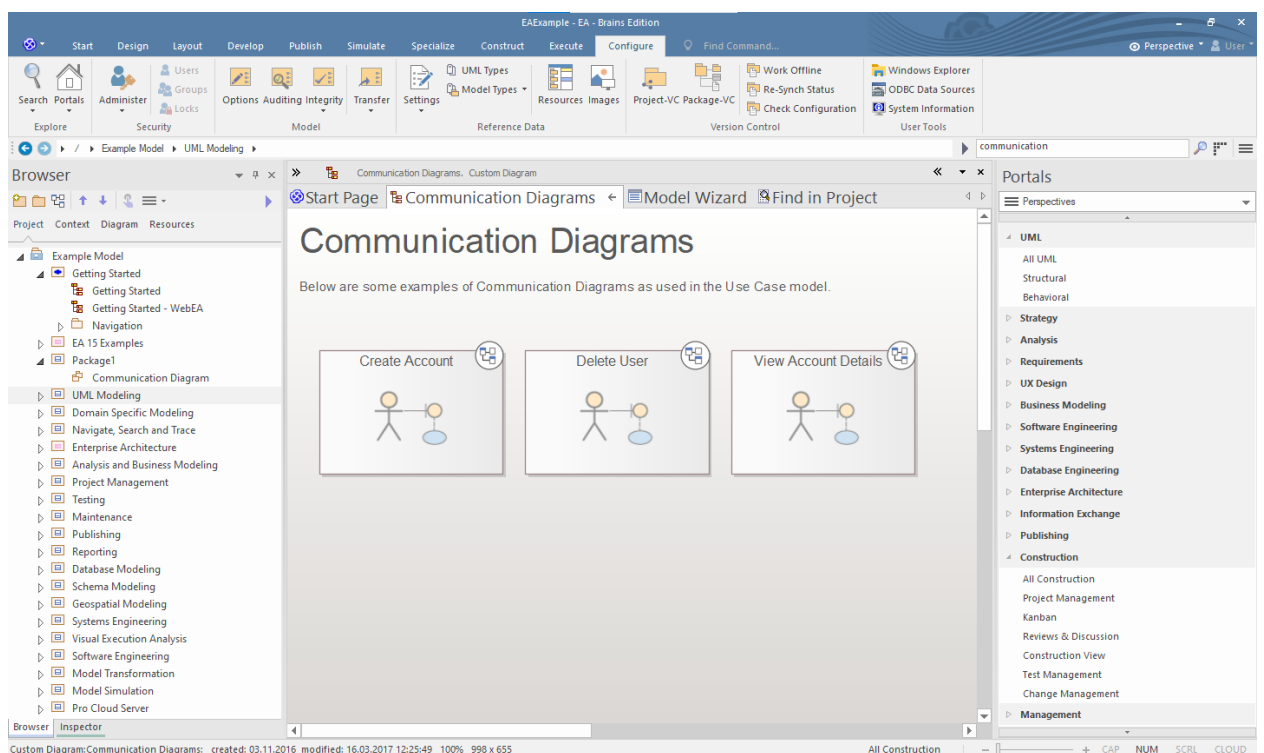 EAExample - EA - Brains Edition
Start Design Layout Develop Publish Simulate Specialize Construct Execute Configure Find Command... Perspective User
Search Portals Administer Users Groups Locks Options Auditing Integrity Transfer Settings UML Types Model Types Resources Images Project-VC Package-VC Work Offline Re-Synch Status Check Configuration Windows Explorer ODBC Data Sources System Information
Explore Security Model Reference Data Version Control User Tools
/ Example Model UML Modeling communication
Browser
Project Context Diagram Resources
Example Model
Getting Started
Getting Started
Getting Started - WebEA
Navigation
EA 15 Examples
Package1
Communication Diagram
UML Modeling
Domain Specific Modeling
Navigate, Search and Trace
Enterprise Architecture
Analysis and Business Modeling
Project Management
Testing
Maintenance
Publishing
Reporting
Database Modeling
Schema Modeling
Geospatial Modeling
Systems Engineering
Visual Execution Analysis
Software Engineering
Model Transformation
Model Simulation
Pro Cloud Server
Browser Inspector
Communication Diagrams. Custom Diagram
Start Page Communication Diagrams Model Wizard Find in Project
Communication Diagrams
Below are some examples of Communication Diagrams as used in the Use Case model.
Create Account Delete User View Account Details
Portals
Perspectives
UML
All UML
Structural
Behavioral
Strategy
Analysis
Requirements
UX Design
Business Modeling
Software Engineering
Systems Engineering
Database Engineering
Enterprise Architecture
Information Exchange
Publishing
Construction
All Construction
Project Management
Kanban
Reviews & Discussion
Construction View
Test Management
Change Management
Management
Custom Diagram:Communication Diagrams: created: 03.11.2016 modified: 16.03.2017 12:25:49 100% 998 x 655 All Construction CAP NUM SCRL CLOUD